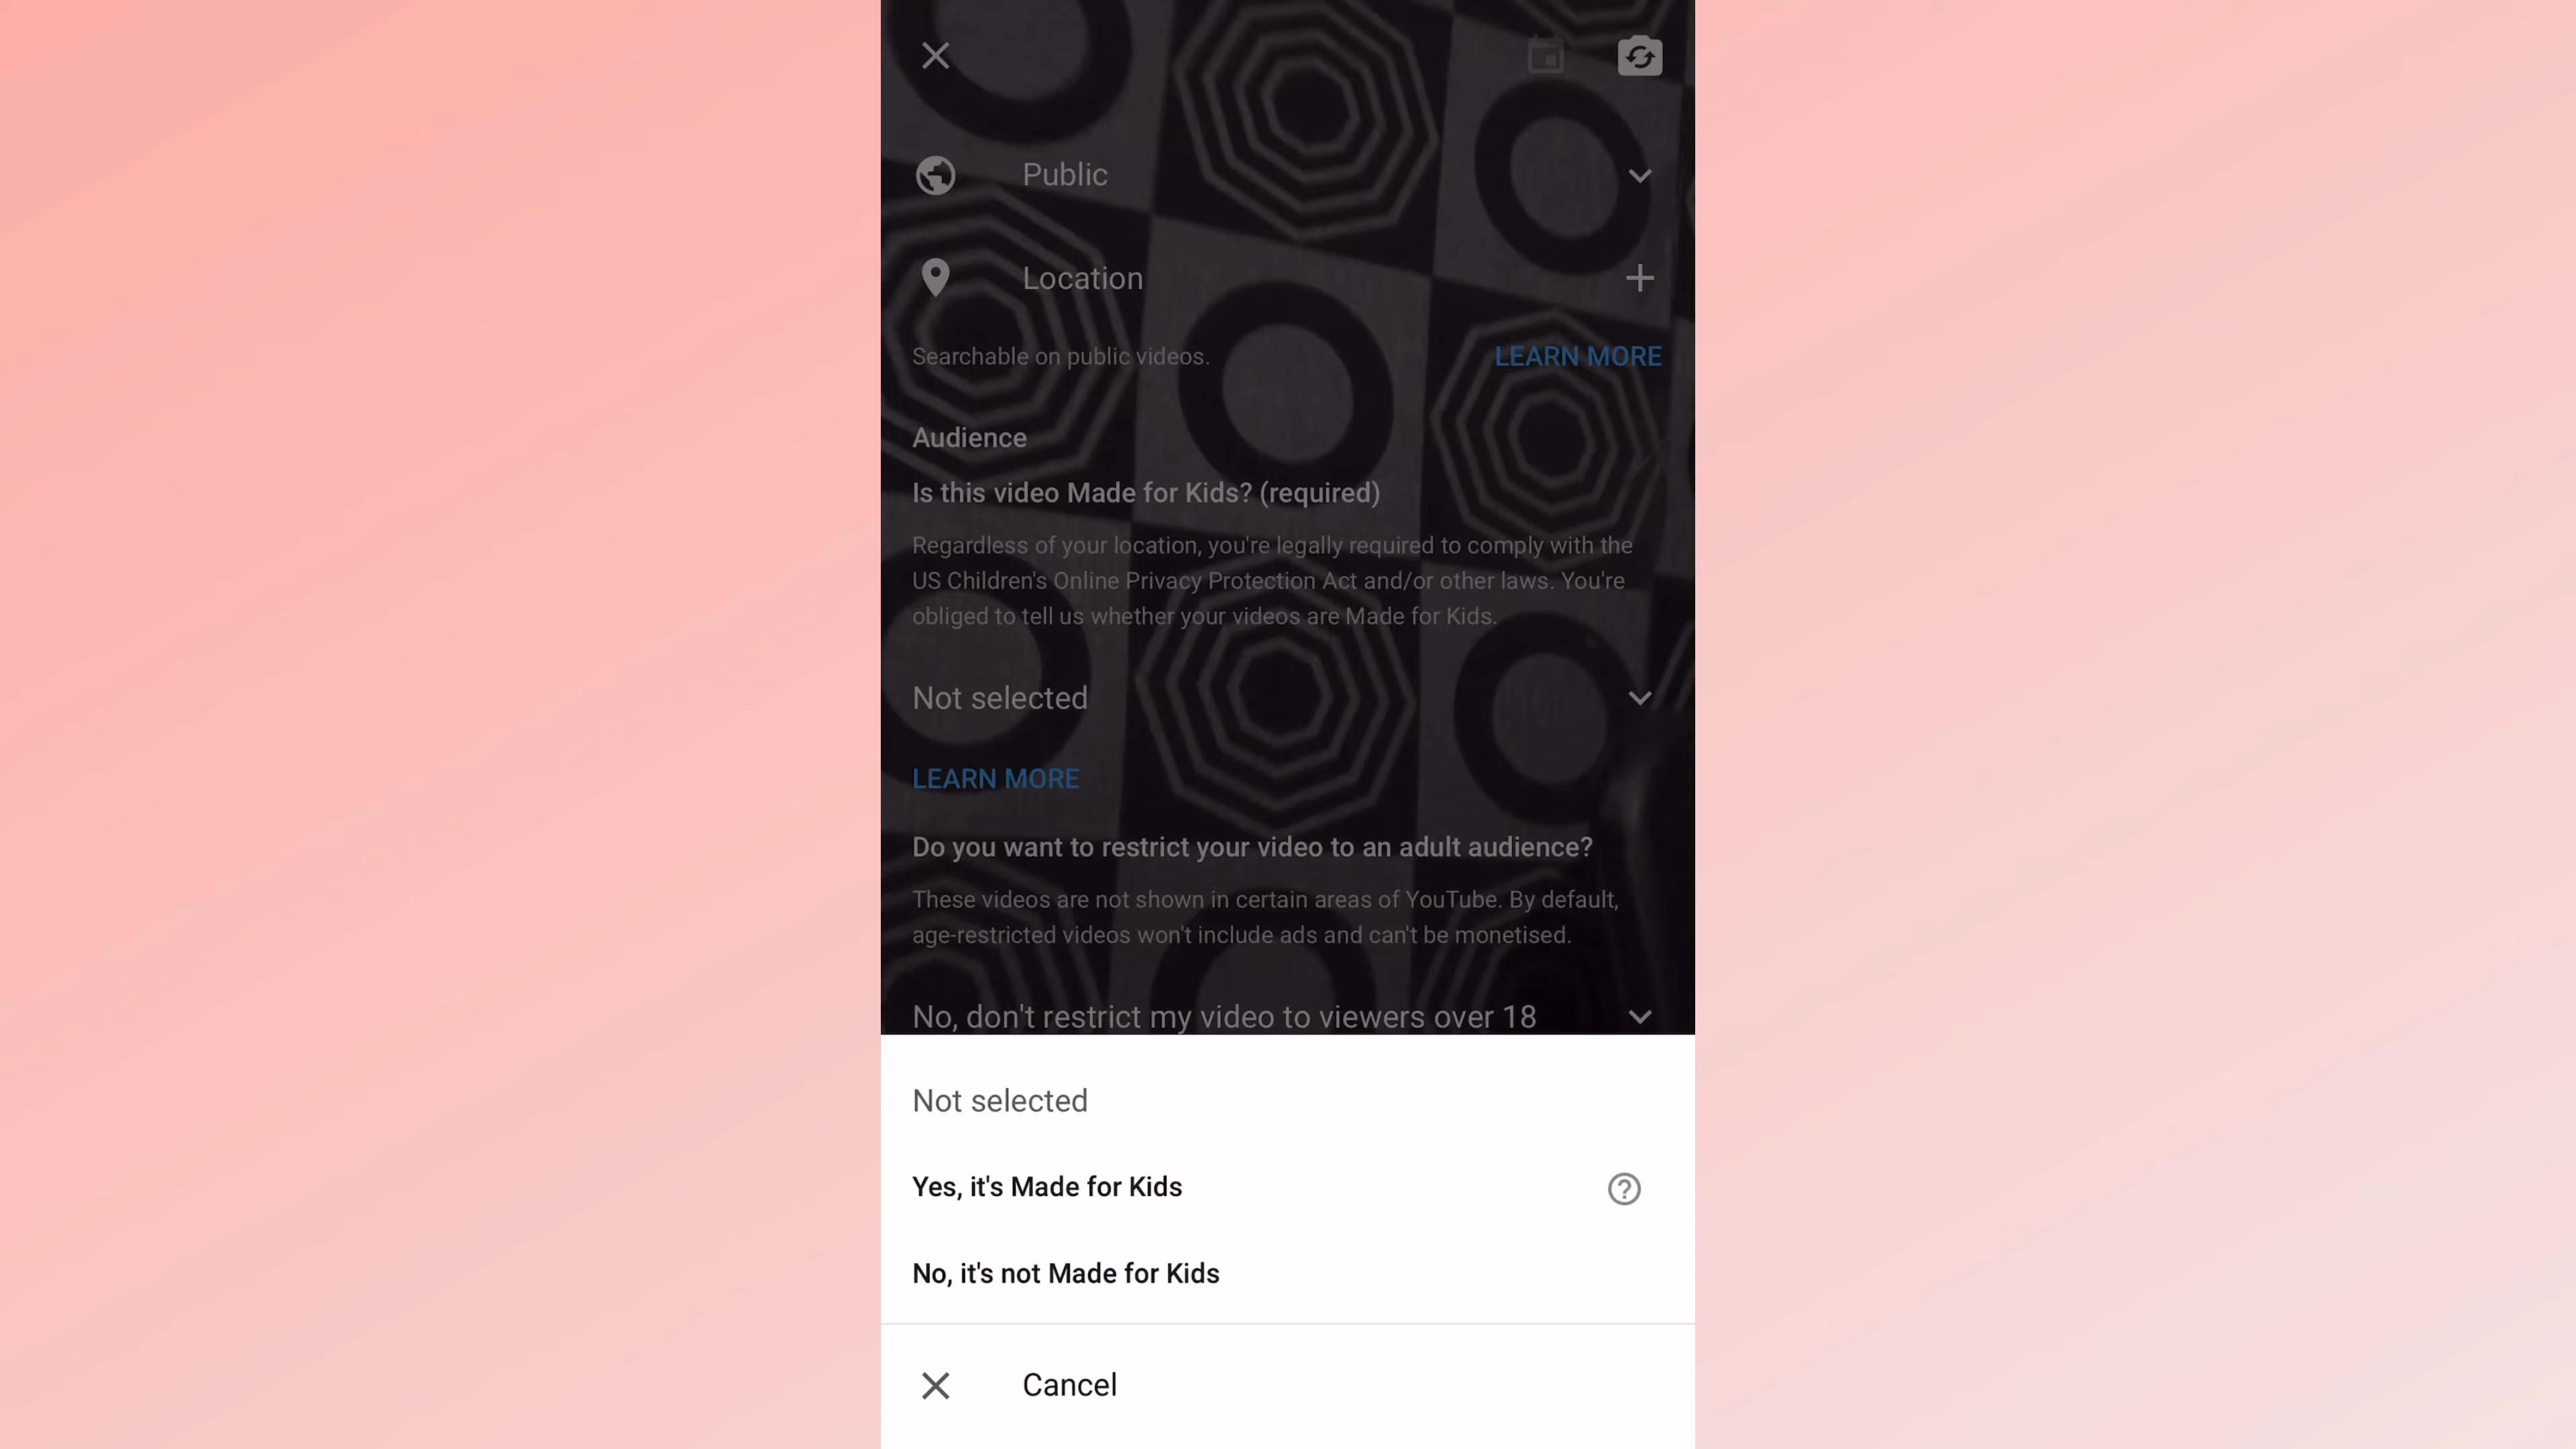 Public
Location
Searchable on public videos.
LEARN MORE
Audience
Is this video Made for Kids? (required)
Regardless of your location, you're legally required to comply with the
US Children's Online Privacy Protection Act and/or other laws. You're
obliged to tell us whether your videos are Made for Kids.
Not selected
LEARN MORE
Do you want to restrict your video to an adult audience?
These videos are not shown in certain areas of YouTube. By default,
age-restricted videos won't include ads and can't be monetised.
No, don't restrict my video to viewers over 18
Not selected
Yes, it's Made for Kids
No, it's not Made for Kids
Cancel